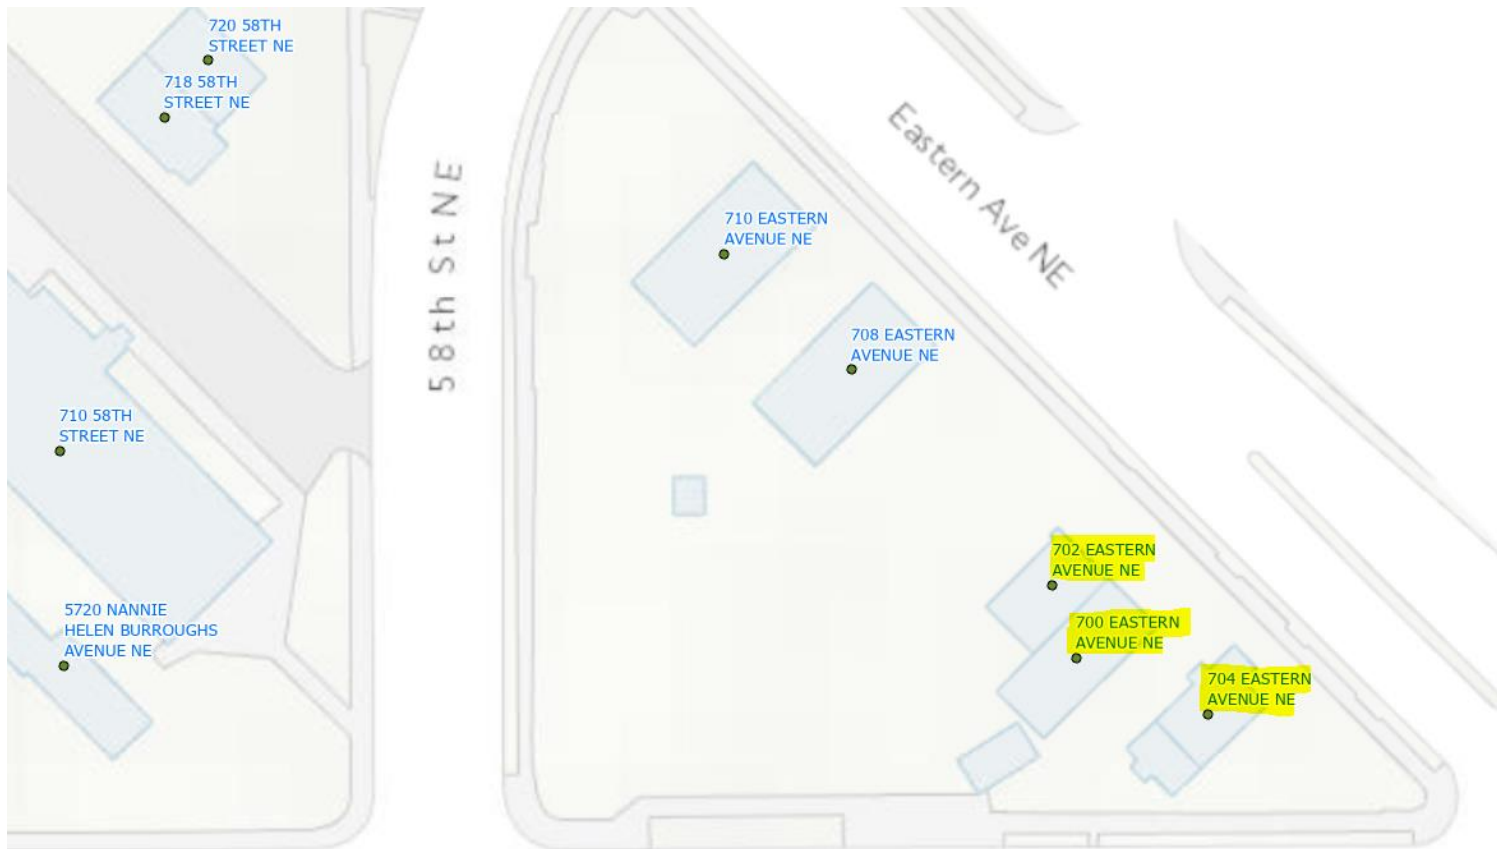 720 58TH
STREET NE
718 58TH
STREET NE
Eastern Ave NE
58th St NE
710 EASTERN
AVENUE NE
708 EASTERN
AVENUE NE
710 58TH
STREET NE
702 EASTERN
AVENUE NE
5720 NANNIE
HELEN BURROUGHS
AVENUE NE
700 EASTERN
AVENUE NE
704 EASTERN
AVENUE NE